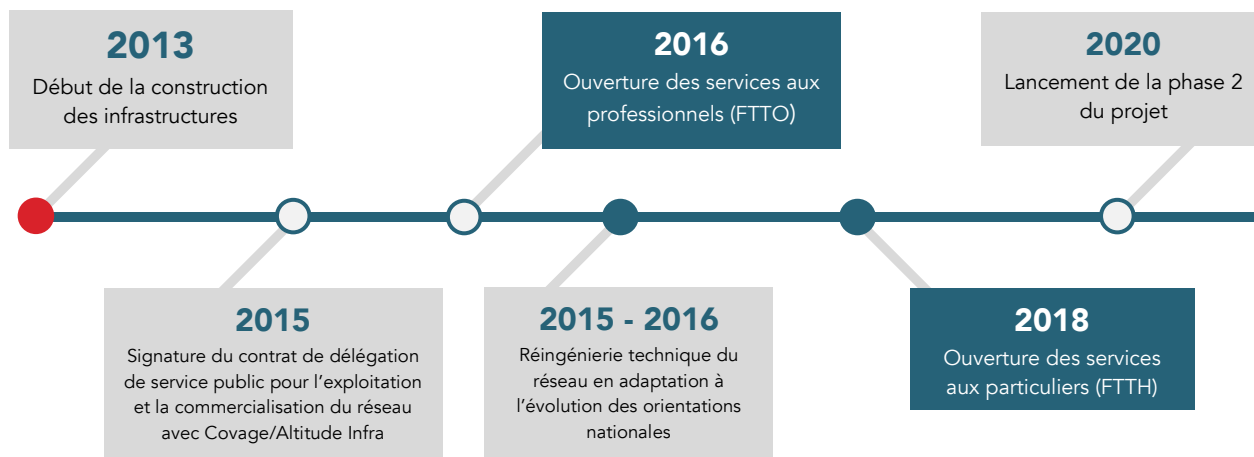 2013
Début de la construction
des infrastructures
2015
Signature du contrat de délégation
de service public pour l'exploitation
et la commercialisation du réseau
avec Covage/Altitude Infra
2016
Ouverture des services aux
professionnels (FTTO)
2015 - 2016
Réingénierie technique du
réseau en adaptation à
l'évolution des orientations
nationales
2018
Ouverture des services
aux particuliers (FTTH)
2020
Lancement de la phase 2
du projet